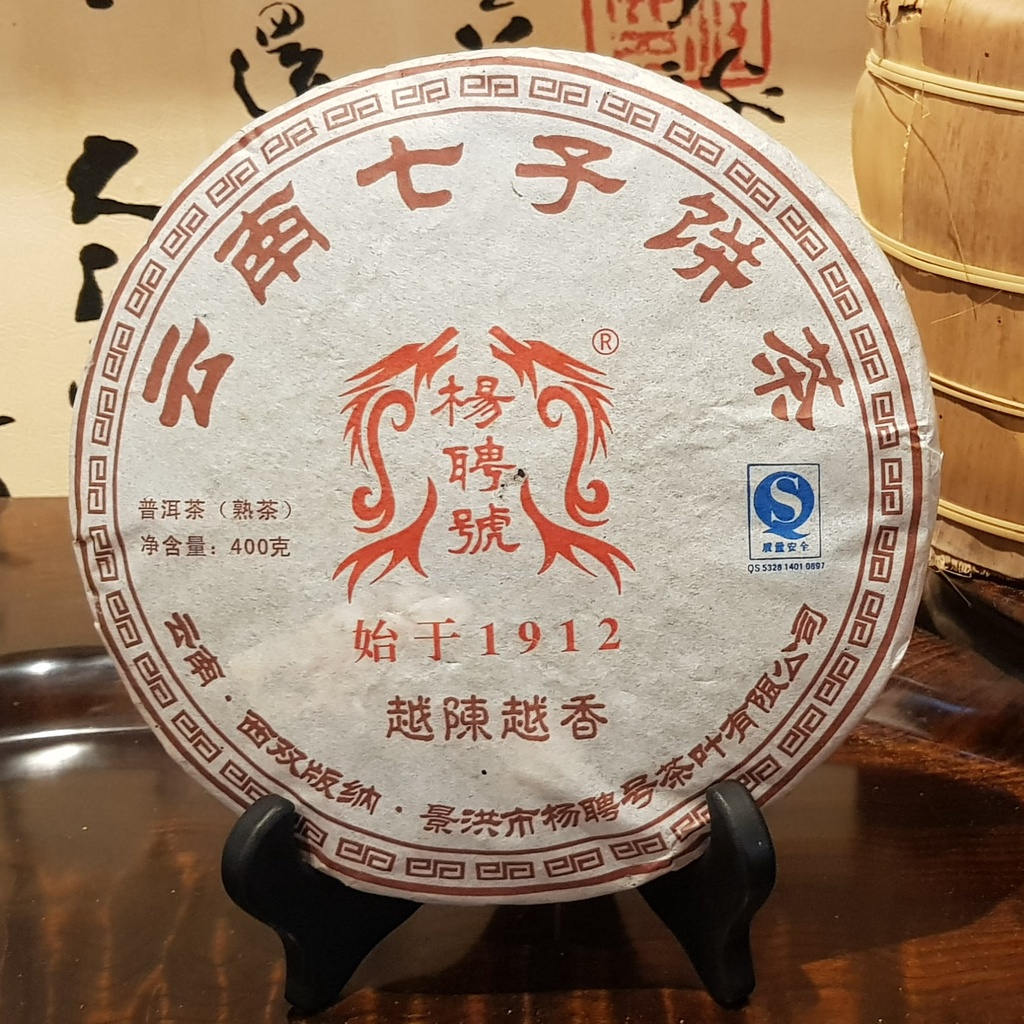 云南七子饼茶
®
楊
聘
號
普洱茶（熟茶）
净含量：400克
S
质量安全
QS 5328 1401 0897
始于1912
越陳越香
云南·西双版纳·景洪市杨聘号茶叶有限公司